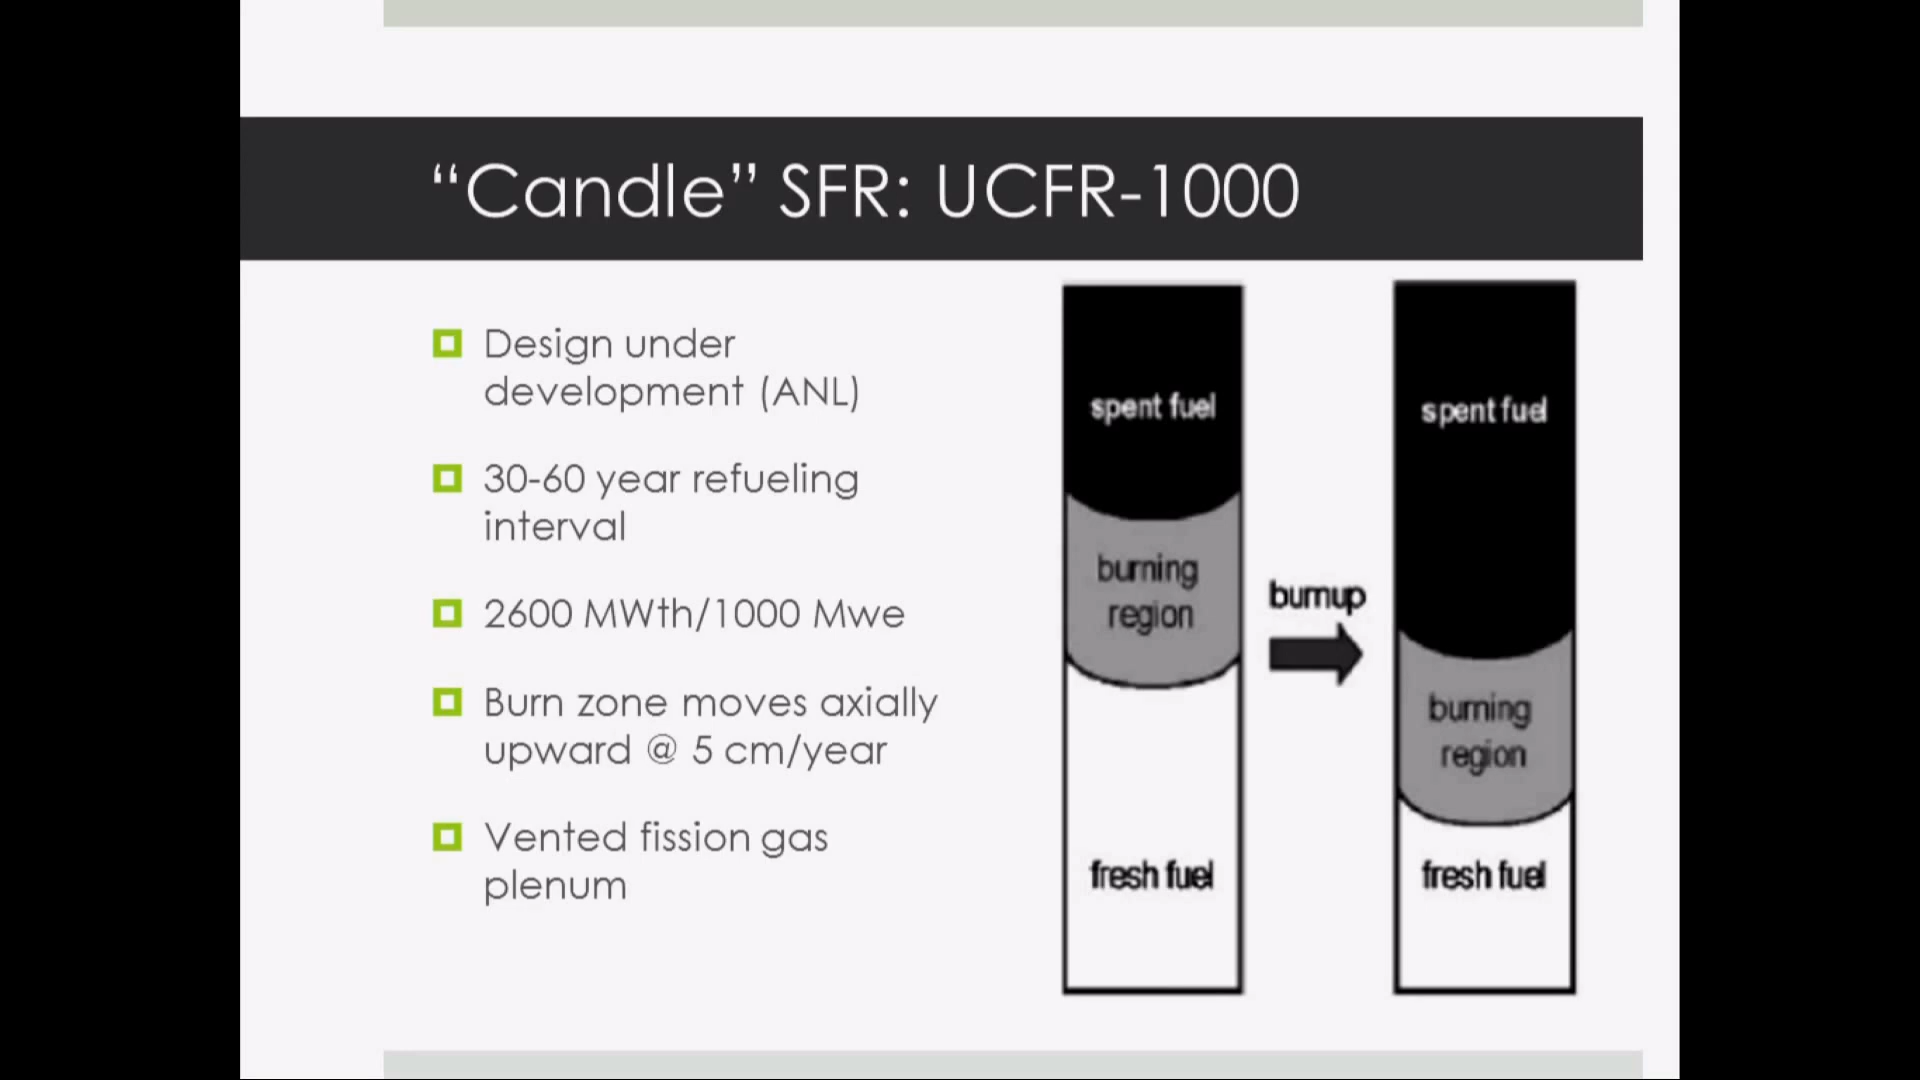 “Candle” SFR: UCFR-1000
Design under
development (ANL)
30-60 year refueling
interval
2600 MWth/1000 Mwe
Burn zone moves axially
upward @ 5 cm/year
Vented fission gas
plenum
spent fuel
burning
region
fresh fuel
burnup
spent fuel
burning
region
fresh fuel